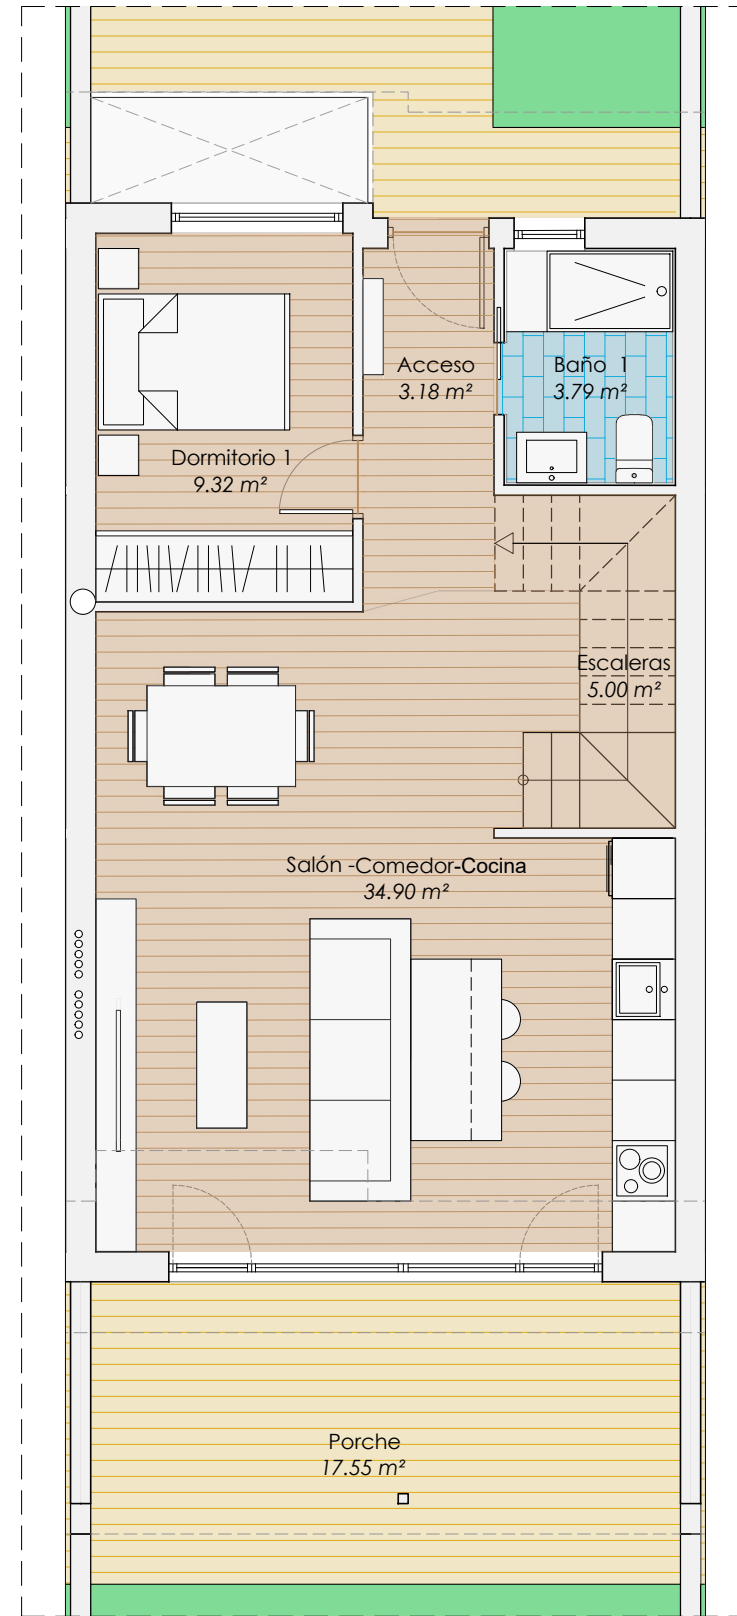 Acceso
3.18 m²
Baño 1
3.79 m²
Dormitorio 1
9.32 m²
Escaleras
5.00 m²
Salón -Comedor-Cocina
34.90 m²
Porche
17.55 m²